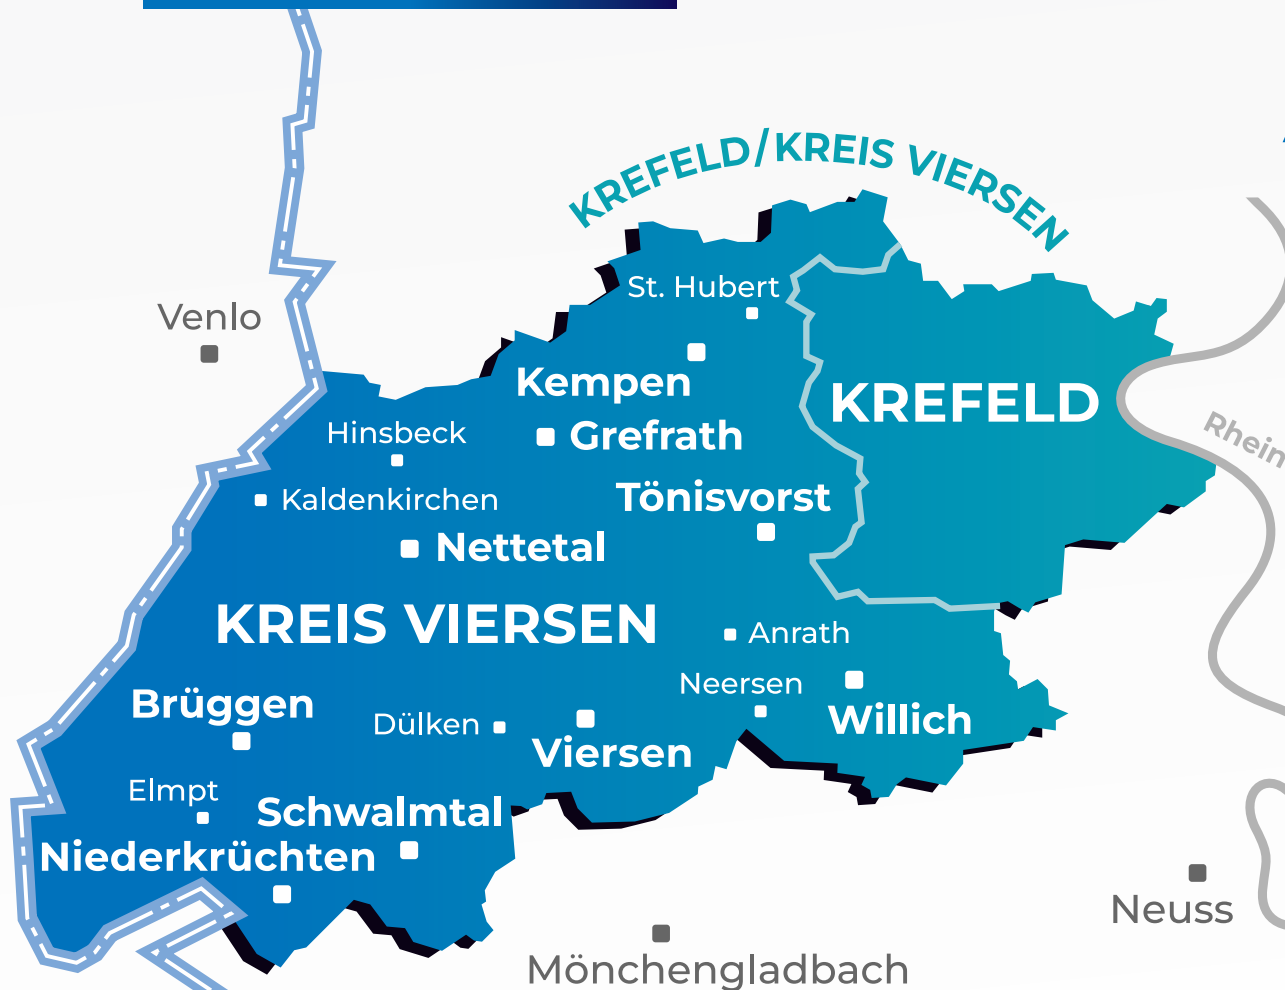 KREFELD/KREIS VIERSEN
St. Hubert
Venlo
Kempen
KREFELD
Rhein
Hinsbeck
Grefrath
Kaldenkirchen
Tönisvorst
Nettetal
KREIS VIERSEN
Anrath
Neersen
Brüggen
Dülken
Willich
Viersen
Elmpt
Schwalmtal
Niederkrüchten
Neuss
Mönchengladbach